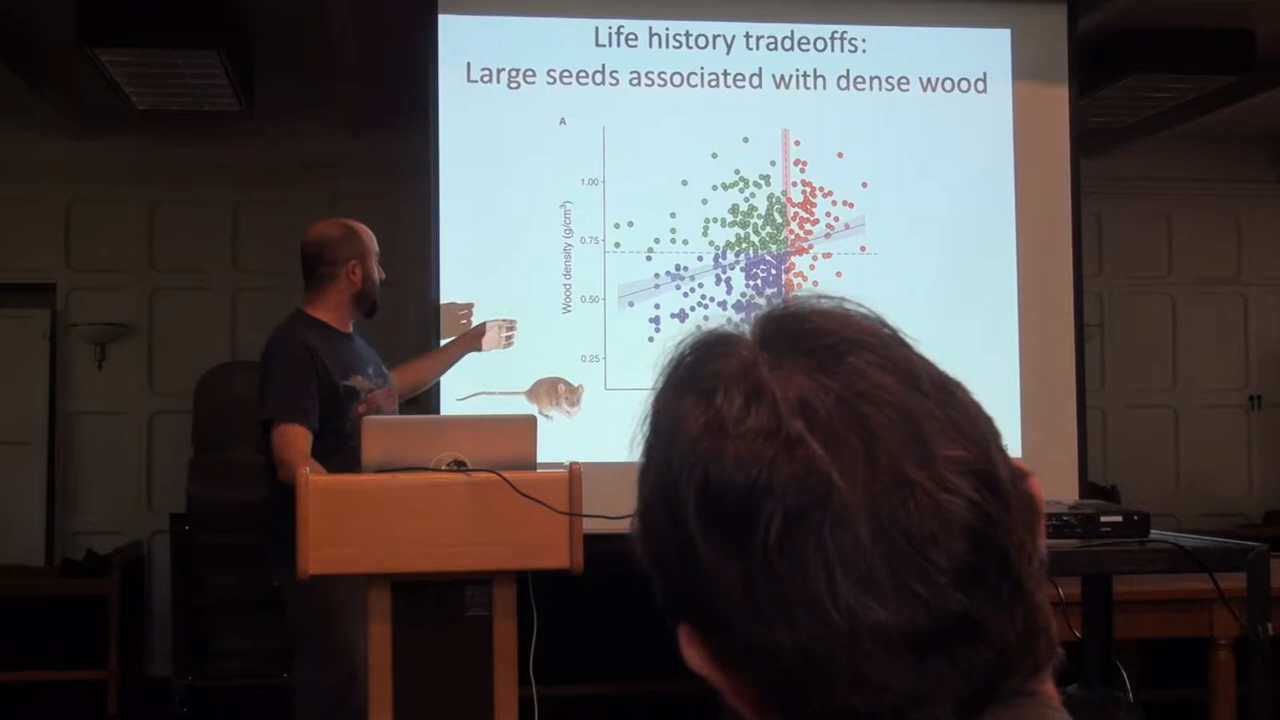 Life history tradeoffs:
Large seeds associated with dense wood
A
Wood density (g/cm³)
1.00
0.75
0.50
0.25